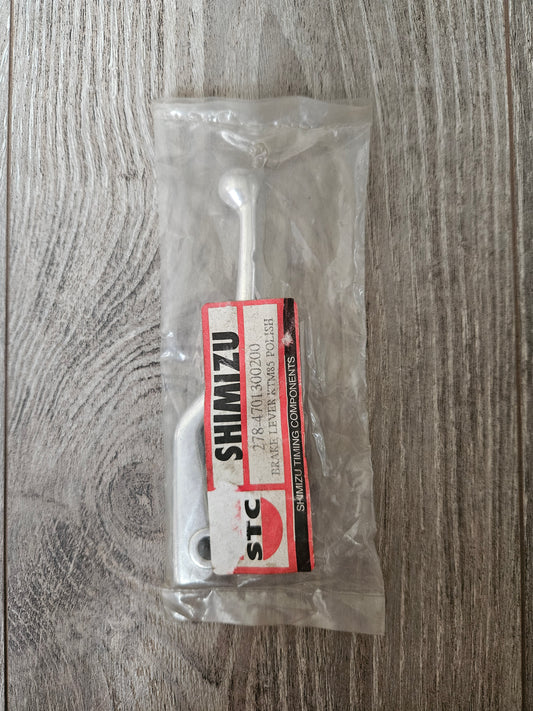 SHIMIZU
278-4701300200
BRAKE LEVER KTM85 POLISH
STC
SHIMIZU TIMING COMPONENTS